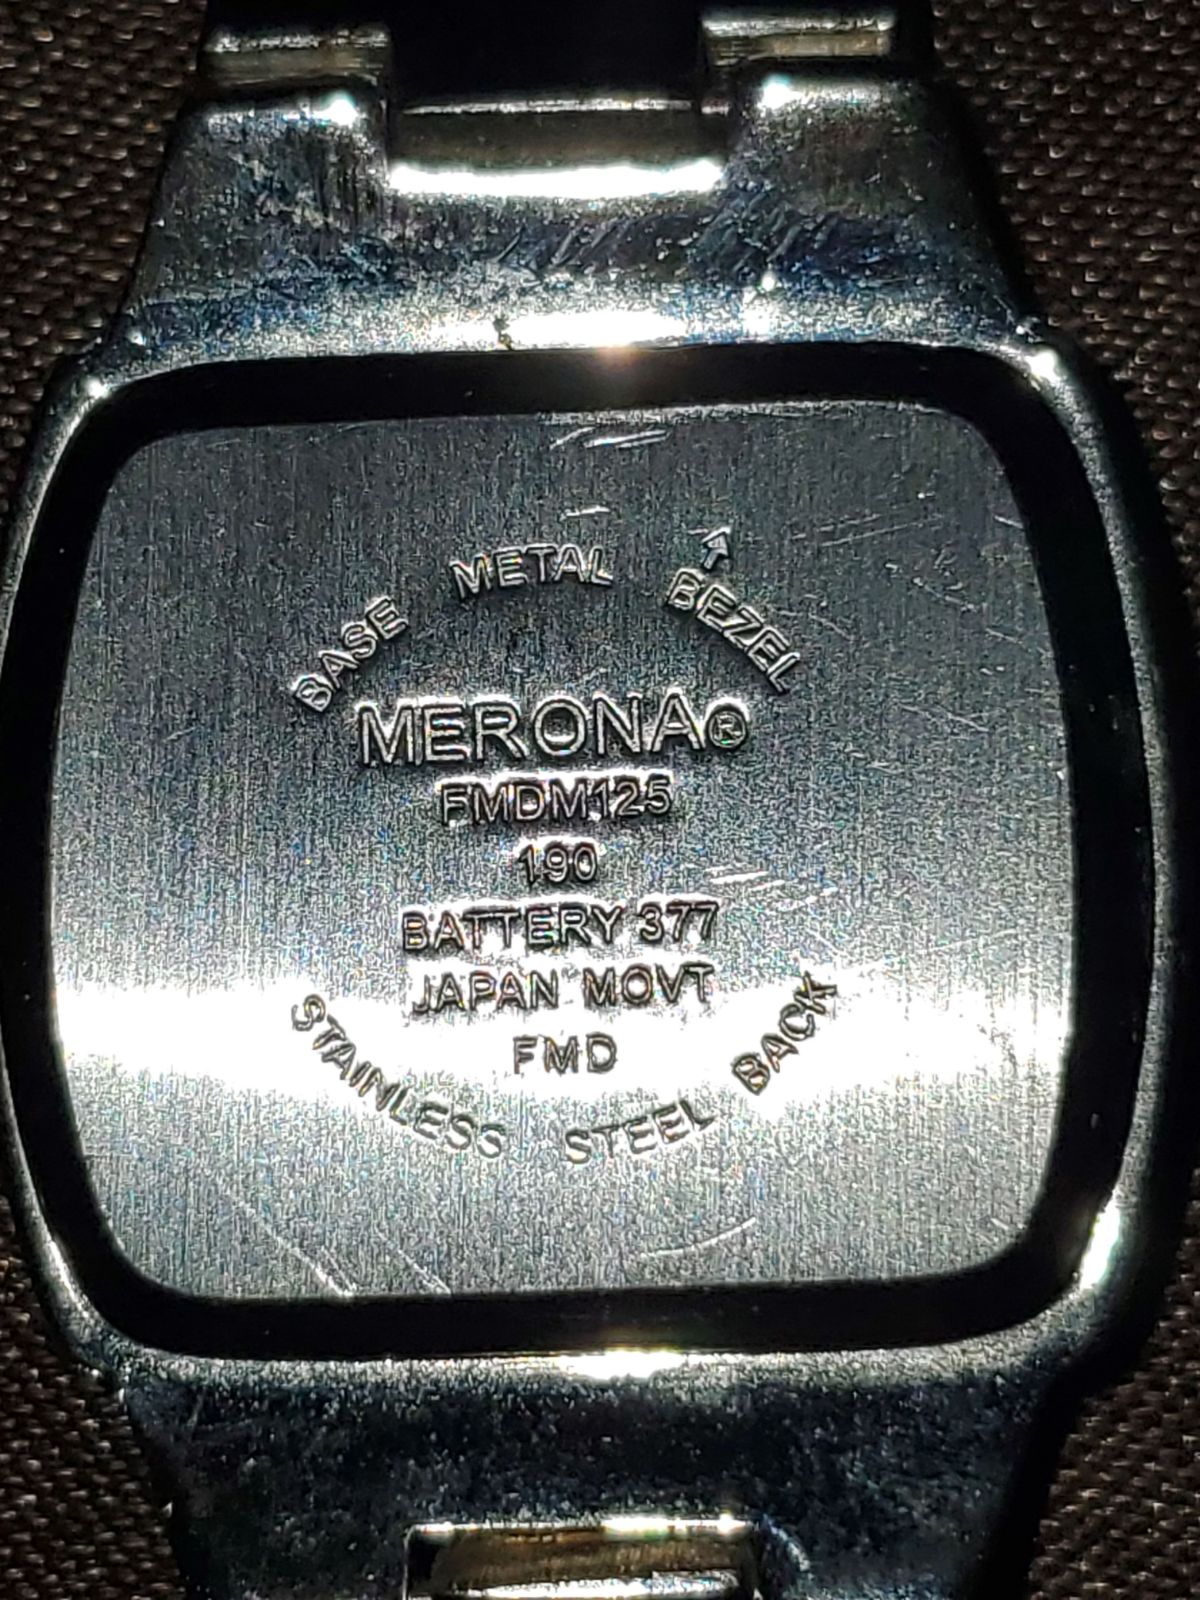 BASE METAL BEZEL
MERONA®
FMDM125
190
BATTERY 377
JAPAN MOVT
FMD
STAINLESS STEEL BACK